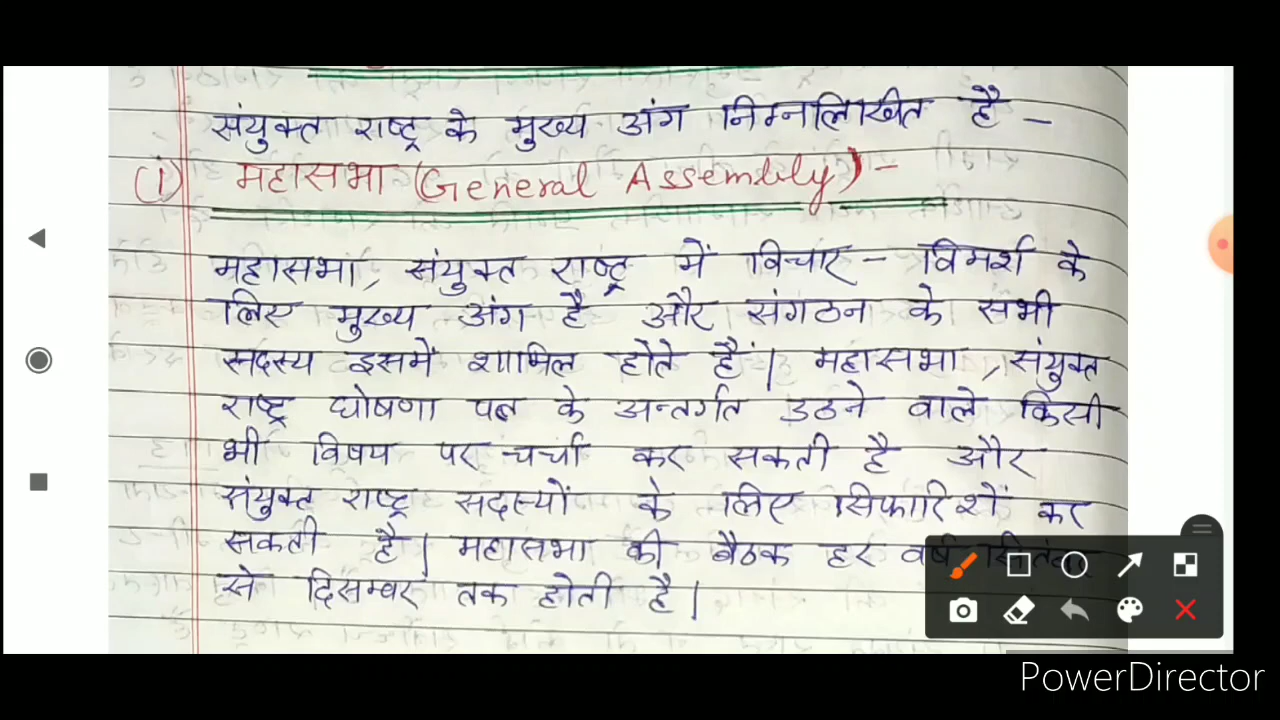 संयुक्त राष्ट्र के मुख्य अंग निम्नलिखित है –
(i) महासभा (General Assembly) –
महासभा, संयुक्त राष्ट्र में विचार – विमर्श के
लिए मुख्य अंग है और संगठन के सभी
सदस्य इसमें शामिल होते हैं। महासभा, संयुक्त
राष्ट्र घोषणा पत्र के अन्तर्गत उठने वाले किसी
भी विषय पर चर्चा कर सकती है और
संयुक्त राष्ट्र सदस्यों के लिए सिफारिशें कर
सकती है। महासभा की बैठक हर वर्ष
से दिसम्बर तक होती है।
PowerDirector